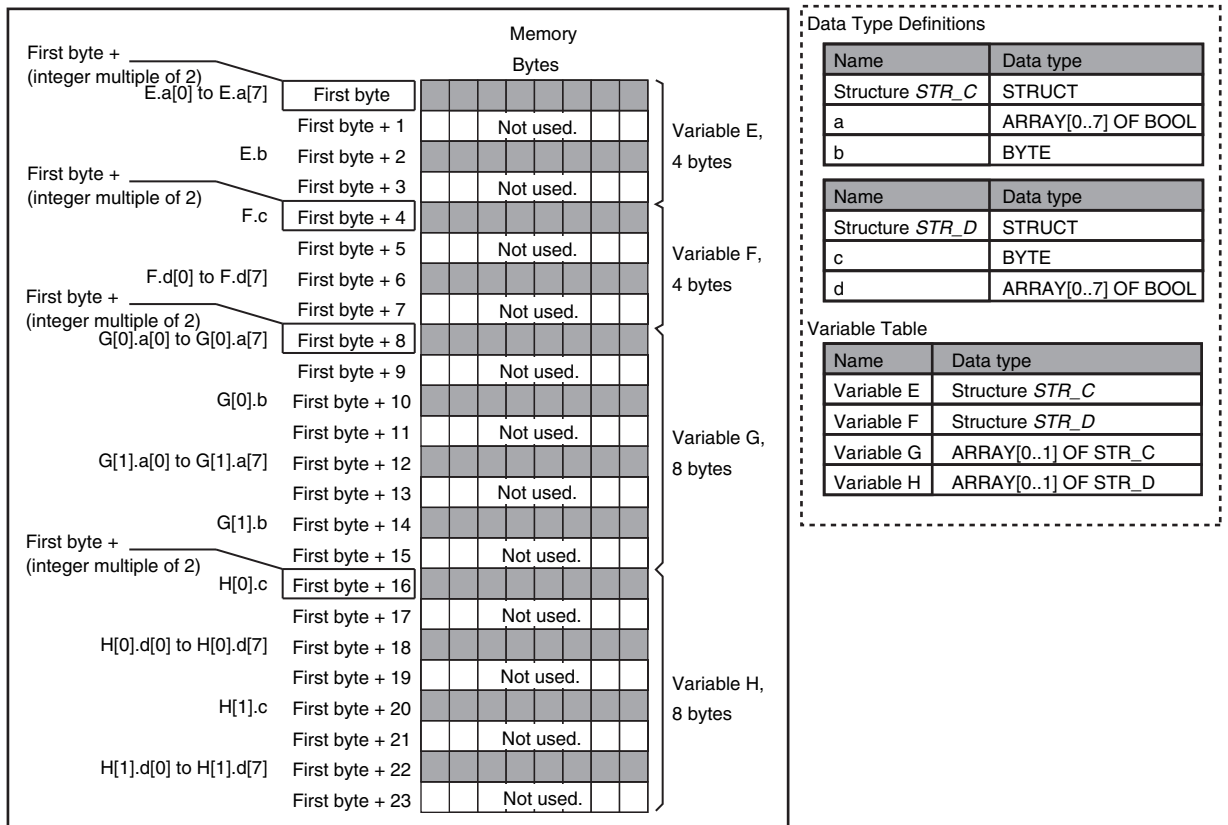 Memory
Bytes
First byte +
(integer multiple of 2)
E.a[0] to E.a[7] First byte
First byte + 1 Not used.
E.b First byte + 2
First byte + 3 Not used.
Variable E,
4 bytes
First byte +
(integer multiple of 2)
F.c First byte + 4
First byte + 5 Not used.
F.d[0] to F.d[7] First byte + 6
First byte + 7 Not used.
Variable F,
4 bytes
First byte +
(integer multiple of 2)
G[0].a[0] to G[0].a[7] First byte + 8
First byte + 9 Not used.
G[0].b First byte + 10
First byte + 11 Not used.
G[1].a[0] to G[1].a[7] First byte + 12
First byte + 13 Not used.
G[1].b First byte + 14
First byte + 15 Not used.
Variable G,
8 bytes
First byte +
(integer multiple of 2)
H[0].c First byte + 16
First byte + 17 Not used.
H[0].d[0] to H[0].d[7] First byte + 18
First byte + 19 Not used.
H[1].c First byte + 20
First byte + 21 Not used.
H[1].d[0] to H[1].d[7] First byte + 22
First byte + 23 Not used.
Variable H,
8 bytes
Data Type Definitions
Name Data type
Structure STR_C STRUCT
a ARRAY[0..7] OF BOOL
b BYTE
Name Data type
Structure STR_D STRUCT
c BYTE
d ARRAY[0..7] OF BOOL
Variable Table
Name Data type
Variable E Structure STR_C
Variable F Structure STR_D
Variable G ARRAY[0..1] OF STR_C
Variable H ARRAY[0..1] OF STR_D